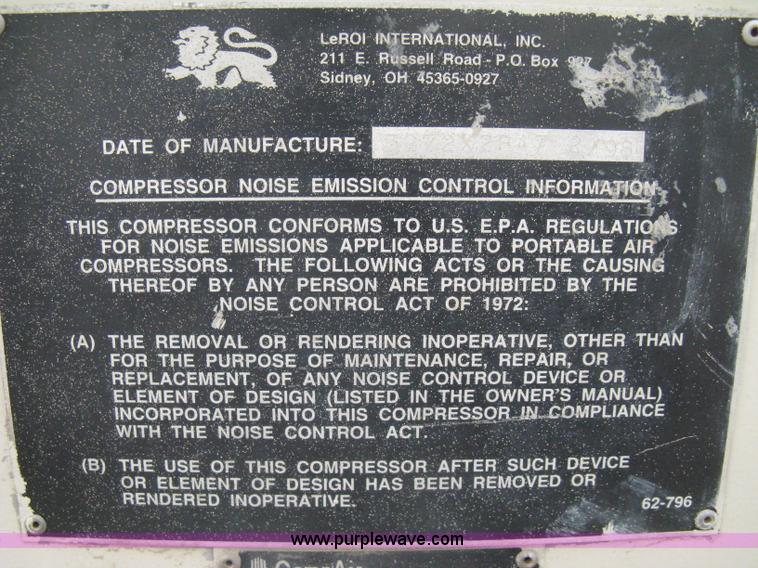 LeROI INTERNATIONAL, INC.
211 E. Russell Road - P.O. Box 927
Sidney, OH 45365-0927
DATE OF MANUFACTURE:
COMPRESSOR NOISE EMISSION CONTROL INFORMATION
THIS COMPRESSOR CONFORMS TO U.S. E.P.A. REGULATIONS
FOR NOISE EMISSIONS APPLICABLE TO PORTABLE AIR
COMPRESSORS. THE FOLLOWING ACTS OR THE CAUSING
THEREOF BY ANY PERSON ARE PROHIBITED BY THE
NOISE CONTROL ACT OF 1972:
(A) THE REMOVAL OR RENDERING INOPERATIVE, OTHER THAN
FOR THE PURPOSE OF MAINTENANCE, REPAIR, OR
REPLACEMENT, OF ANY NOISE CONTROL DEVICE OR
ELEMENT OF DESIGN (LISTED IN THE OWNER'S MANUAL)
INCORPORATED INTO THIS COMPRESSOR IN COMPLIANCE
WITH THE NOISE CONTROL ACT.
(B) THE USE OF THIS COMPRESSOR AFTER SUCH DEVICE
OR ELEMENT OF DESIGN HAS BEEN REMOVED OR
RENDERED INOPERATIVE.
62-796
www.purplewave.com
CompAir